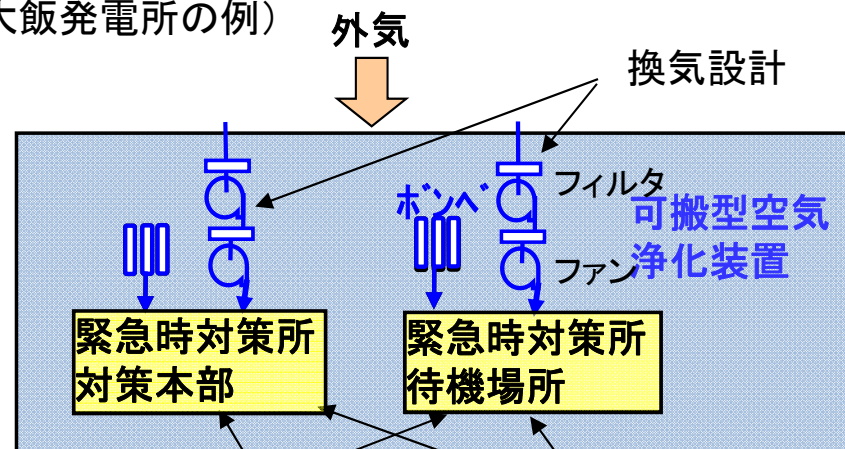 大飯発電所の例）
外気
換気設計
フィルタ
ボンベ
可搬型空気
浄化装置
ファン
緊急時対策所
対策本部
緊急時対策所
待機場所